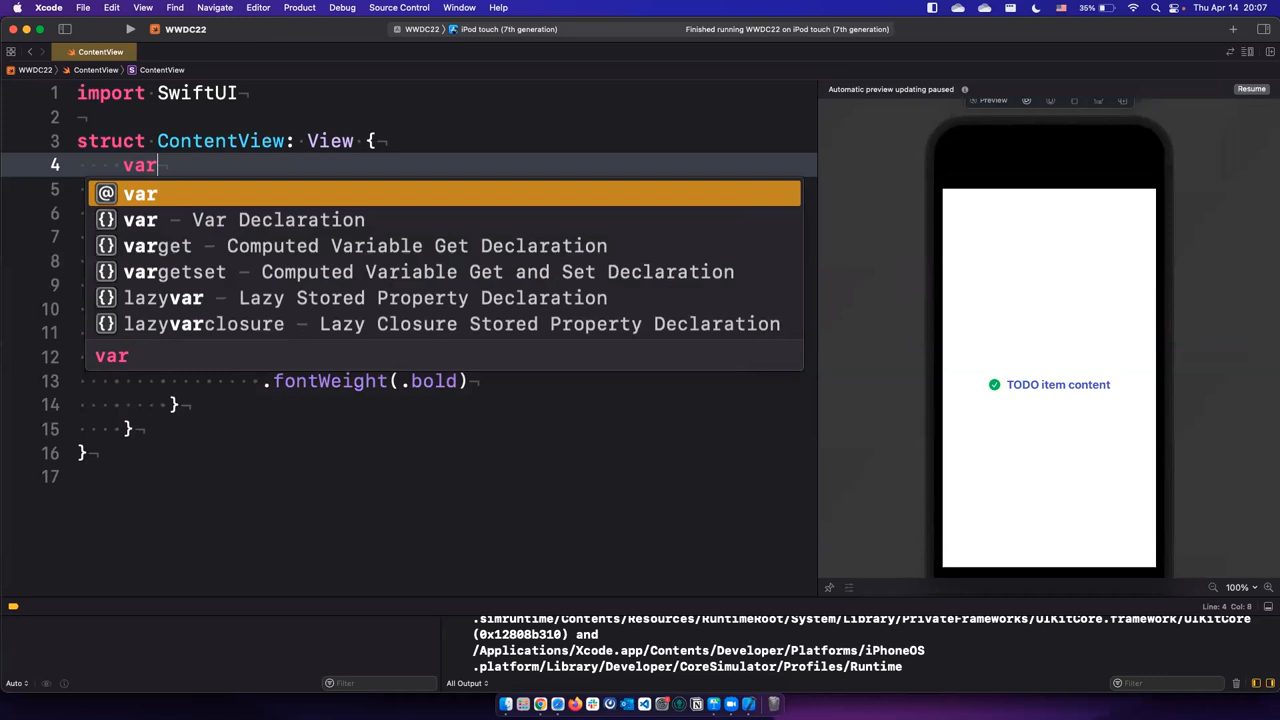 Xcode File Edit View Find Navigate Editor Product Debug Source Control Window Help 35% Thu Apr 14 20:07
WWDC22 WWDC22 〉 iPod touch (7th generation) Finished running WWDC22 on iPod touch (7th generation)
ContentView
WWDC22 〉 ContentView 〉 S ContentView
1 import SwiftUI¬
2 ¬
3 struct ContentView: View {¬
4 var¬
5
6
7
8
9
10
11
12
@ var
{} var – Var Declaration
{} varget – Computed Variable Get Declaration
{} vargetset – Computed Variable Get and Set Declaration
{} lazyvar – Lazy Stored Property Declaration
{} lazyvarclosure – Lazy Closure Stored Property Declaration
var
13 .fontWeight(.bold)¬
14 }¬
15 }¬
16 }¬
17
Automatic preview updating paused Resume
Preview
TODO item content
100%
Line: 4 Col: 8
.simruntime/Contents/Resources/RuntimeRoot/System/Library/PrivateFrameworks/UIKitCore.framework/UIKitCore
(0x12808b310) and
/Applications/Xcode.app/Contents/Developer/Platforms/iPhoneOS
.platform/Library/Developer/CoreSimulator/Profiles/Runtime
Auto Filter All Output Filter